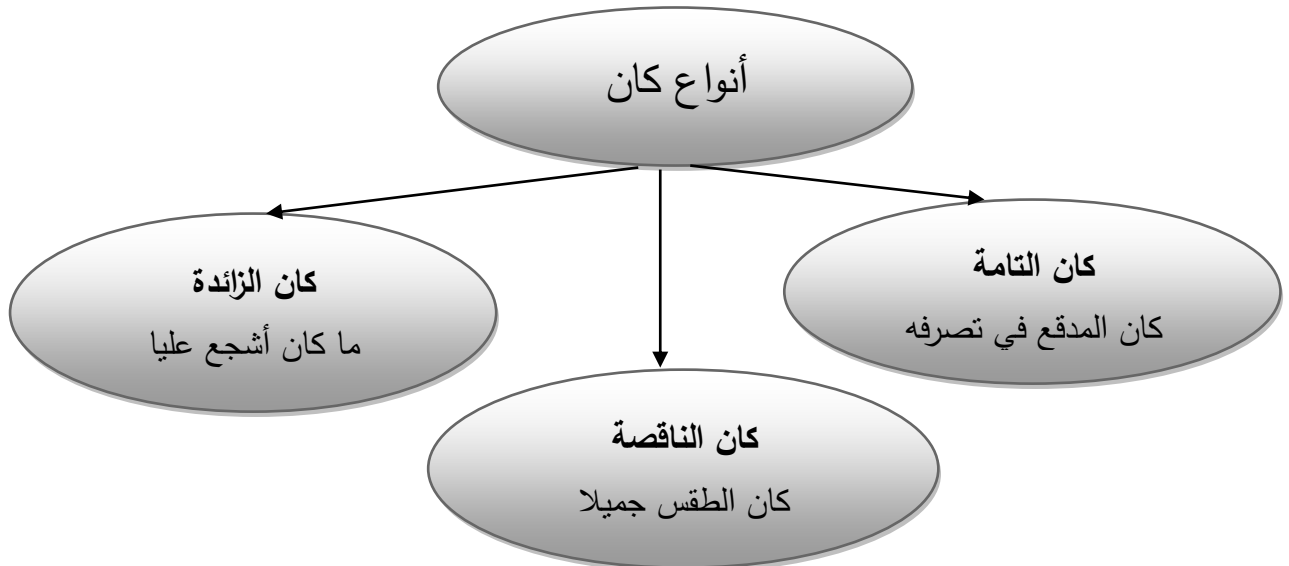 أنواع كان
كان التامة
كان المدقع في تصرفه
كان الناقصة
كان الطقس جميلا
كان الزائدة
ما كان أشجع عليا